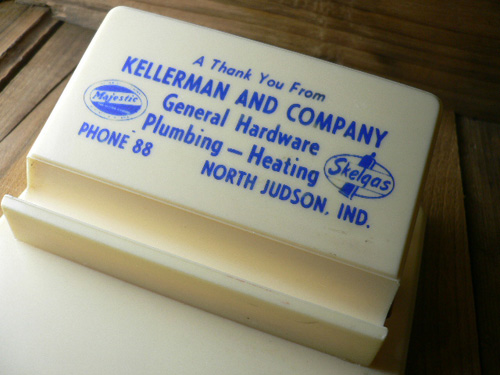 A Thank You From
KELLERMAN AND COMPANY
General Hardware
Majestic
Plumbing – Heating
Skelgas
PHONE 88
NORTH JUDSON, IND.